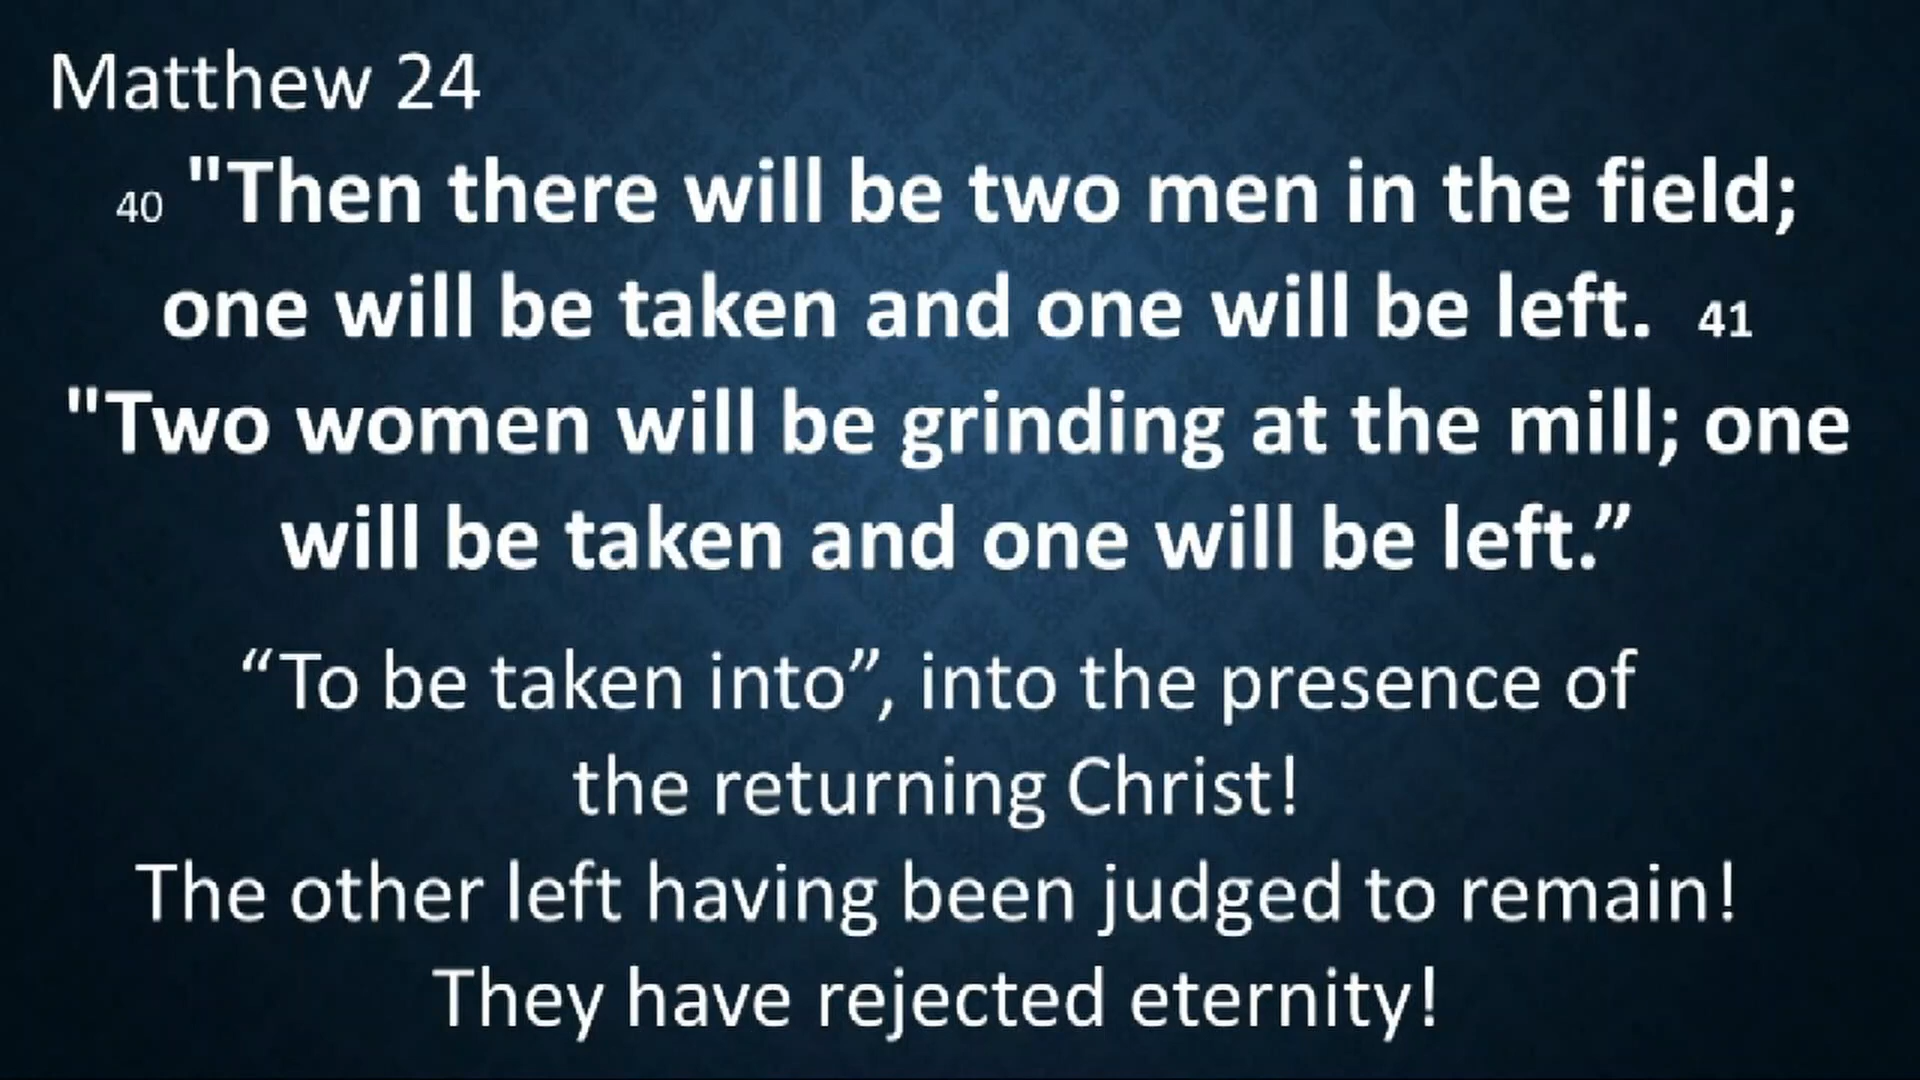 Matthew 24
40 "Then there will be two men in the field;
one will be taken and one will be left. 41
"Two women will be grinding at the mill; one
will be taken and one will be left.”
“To be taken into”, into the presence of
the returning Christ!
The other left having been judged to remain!
They have rejected eternity!